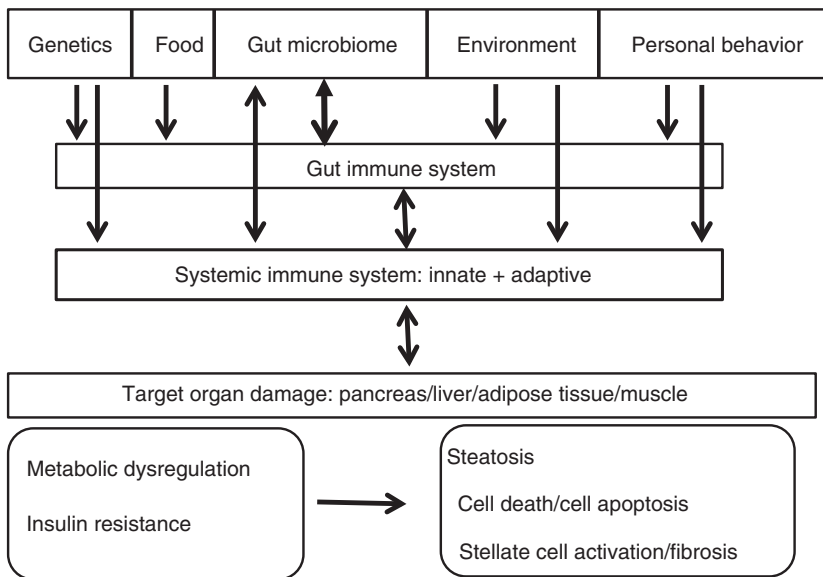 Genetics Food Gut microbiome Environment Personal behavior
Gut immune system
Systemic immune system: innate + adaptive
Target organ damage: pancreas/liver/adipose tissue/muscle
Metabolic dysregulation
Insulin resistance
Steatosis
Cell death/cell apoptosis
Stellate cell activation/fibrosis